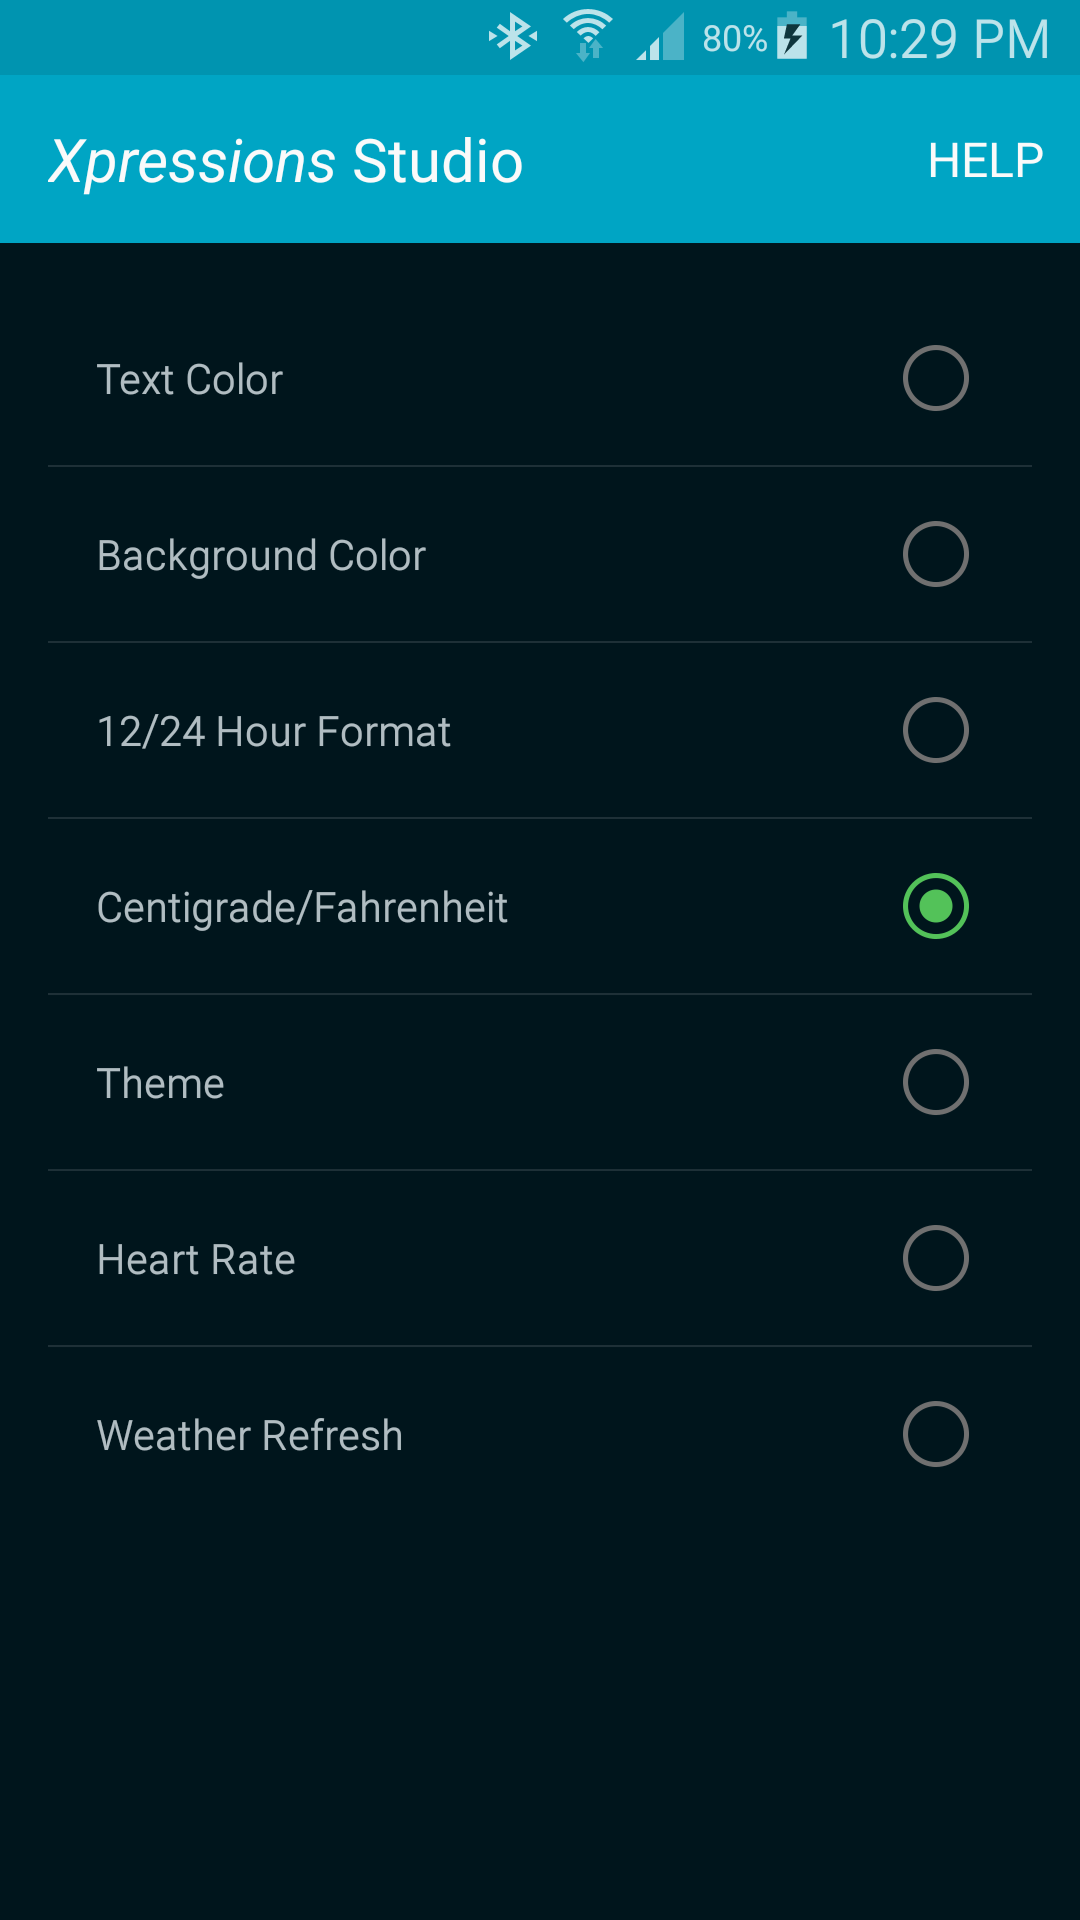 80% 10:29 PM
Xpressions Studio HELP
Text Color
Background Color
12/24 Hour Format
Centigrade/Fahrenheit
Theme
Heart Rate
Weather Refresh